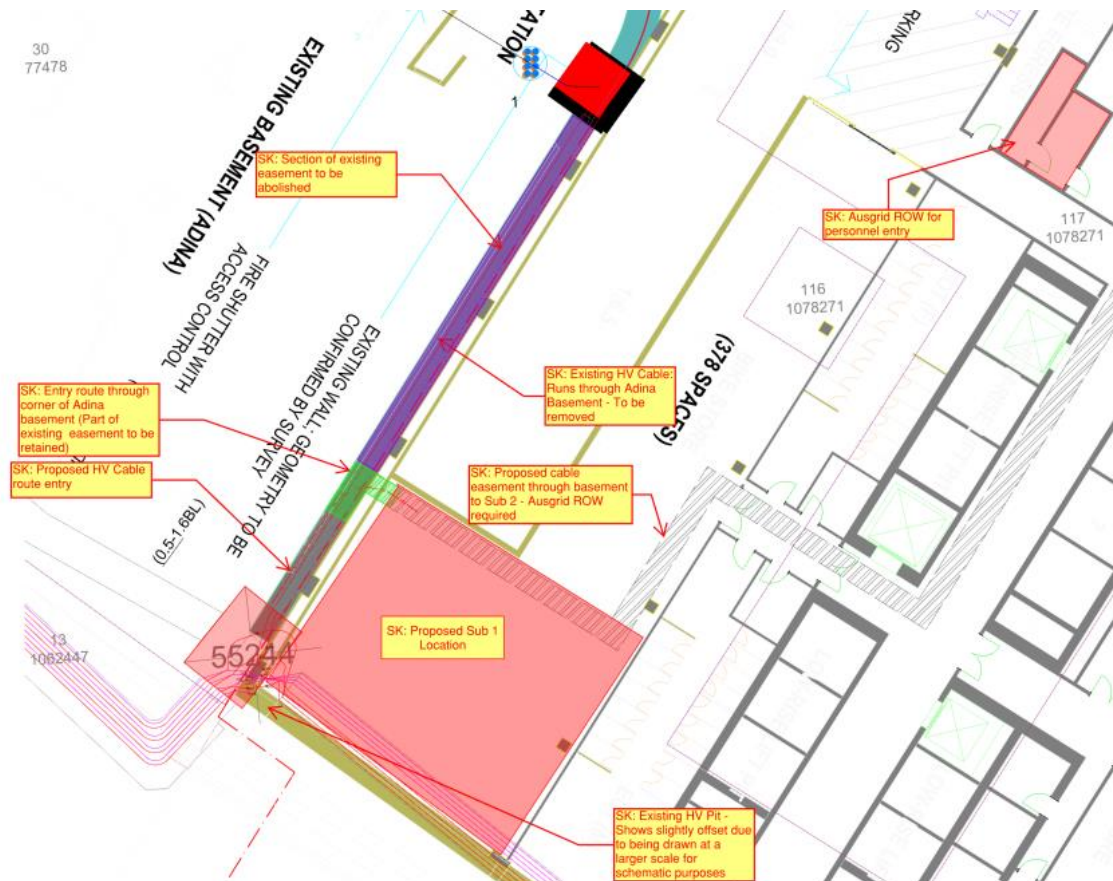 30
77478
TATION
1
EXISTING BASEMENT (ADINA)
RKING
SK: Section of existing
easement to be
abolished
SK: Ausgrid ROW for
personnel entry
117
1078271
116
1078271
FIRE SHUTTER WITH
ACCESS CONTROL
EXISTING WALL, GEOMETRY TO BE
CONFIRMED BY SURVEY
(378 SPACES)
SK: Existing HV Cable:
Runs through Adina
Basement - To be
removed
SK: Entry route through
corner of Adina
basement (Part of
existing easement to be
retained)
SK: Proposed HV Cable
route entry
SK: Proposed cable
easement through basement
to Sub 2 - Ausgrid ROW
required
(0.5-1.6BL)
SK: Proposed Sub 1
Location
13
1062447
55244
SK: Existing HV Pit -
Shows slightly offset due
to being drawn at a
larger scale for
schematic purposes